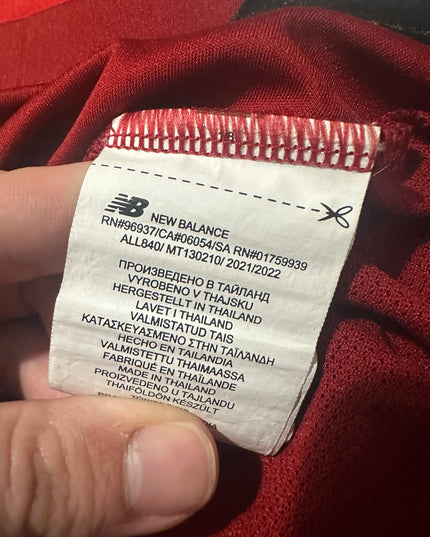 NEW BALANCE
RN#96937/CA#06054/SA RN#01759939
ALL840/ MT130210/ 2021/2022
ПРОИЗВЕДЕНО В ТАЙЛАНД
VYROBENO V THAJSKU
HERGESTELLT IN THAILAND
LAVET I THAILAND
VALMISTATUD TAIS
ΚΑΤΑΣΚΕΥΑΣΜΕΝΟ ΣΤΗΝ ΤΑΪΛΑΝΔΗ
HECHO EN TAILANDIA
VALMISTETTU THAIMAASSA
FABRIQUÉ EN THAÏLANDE
MADE IN THAILAND
PROIZVEDENO U TAJLANDU
THAIFÖLDÖN KÉSZÜLT